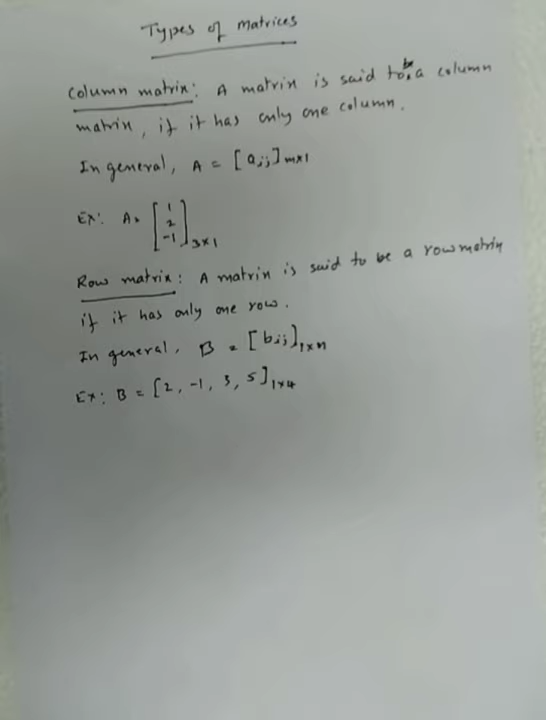 Types of Matrices
Column matrix: A matrix is said to be a column
matrix, if it has only one column.
In general, A = [aij]m×1
Ex: A = [1 2 -1]3×1
Row matrix: A matrix is said to be a row matrix
if it has only one row.
In general, B = [bij]1×n
Ex: B = [2, -1, 3, 5]1×4